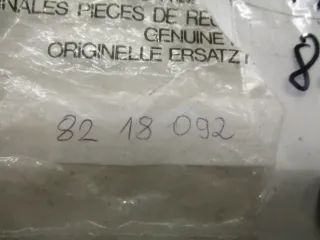 NALES PIECES DE RE
GENUINE
ORIGINELLE ERSATZ
8
82 18 092